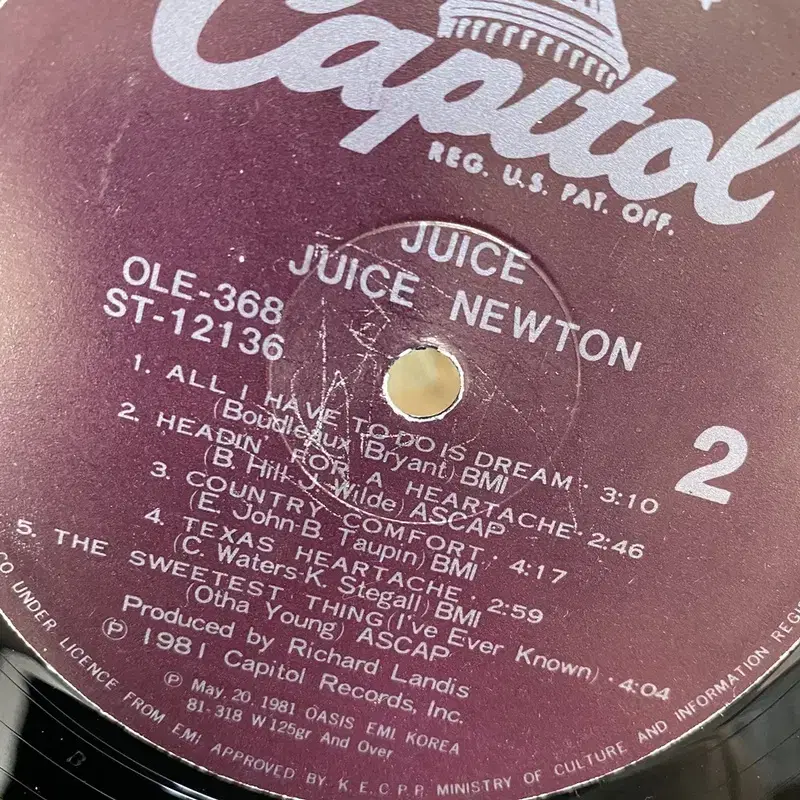 Capitol
REG. U.S. PAT. OFF.
JUICE
JUICE NEWTON
OLE-368
ST-12136
2
1. ALL I HAVE TO DO IS DREAM · 3:10
(Boudleaux Bryant) BMI
2. HEADIN' FOR A HEARTACHE · 2:46
(B. Hill-J. Wilde) ASCAP
3. COUNTRY COMFORT · 4:17
(E. John-B. Taupin) BMI
4. TEXAS HEARTACHE · 2:59
(C. Waters-K. Stegall) BMI
5. THE SWEETEST THING (I've Ever Known) · 4:04
(Otha Young) ASCAP
Produced by Richard Landis
Ⓟ 1981 Capitol Records, Inc.
Ⓟ May, 20, 1981 OASIS EMI KOREA
81-318 W 125gr And Over
CO UNDER LICENCE FROM EMI APPROVED BY K.E.C.P.P. MINISTRY OF CULTURE AND INFORMATION
B